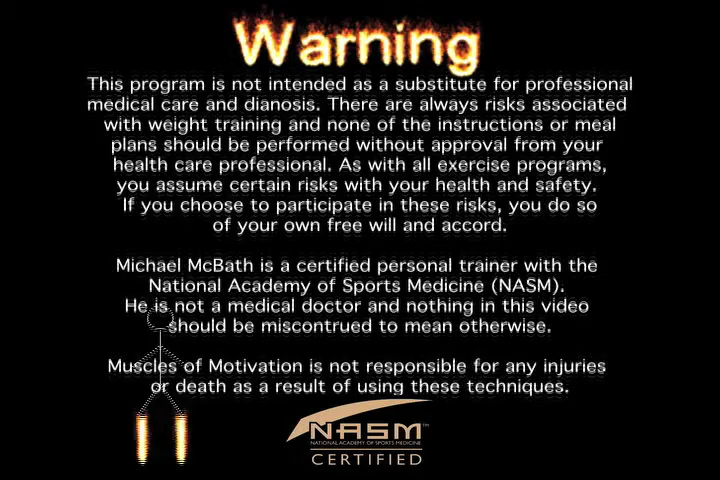 Warning
This program is not intended as a substitute for professional
medical care and dianosis. There are always risks associated
with weight training and none of the instructions or meal
plans should be performed without approval from your
health care professional. As with all exercise programs,
you assume certain risks with your health and safety.
If you choose to participate in these risks, you do so
of your own free will and accord.
Michael McBath is a certified personal trainer with the
National Academy of Sports Medicine (NASM).
He is not a medical doctor and nothing in this video
should be miscontrued to mean otherwise.
Muscles of Motivation is not responsible for any injuries
or death as a result of using these techniques.
NASM™
NATIONAL ACADEMY OF SPORTS MEDICINE
CERTIFIED